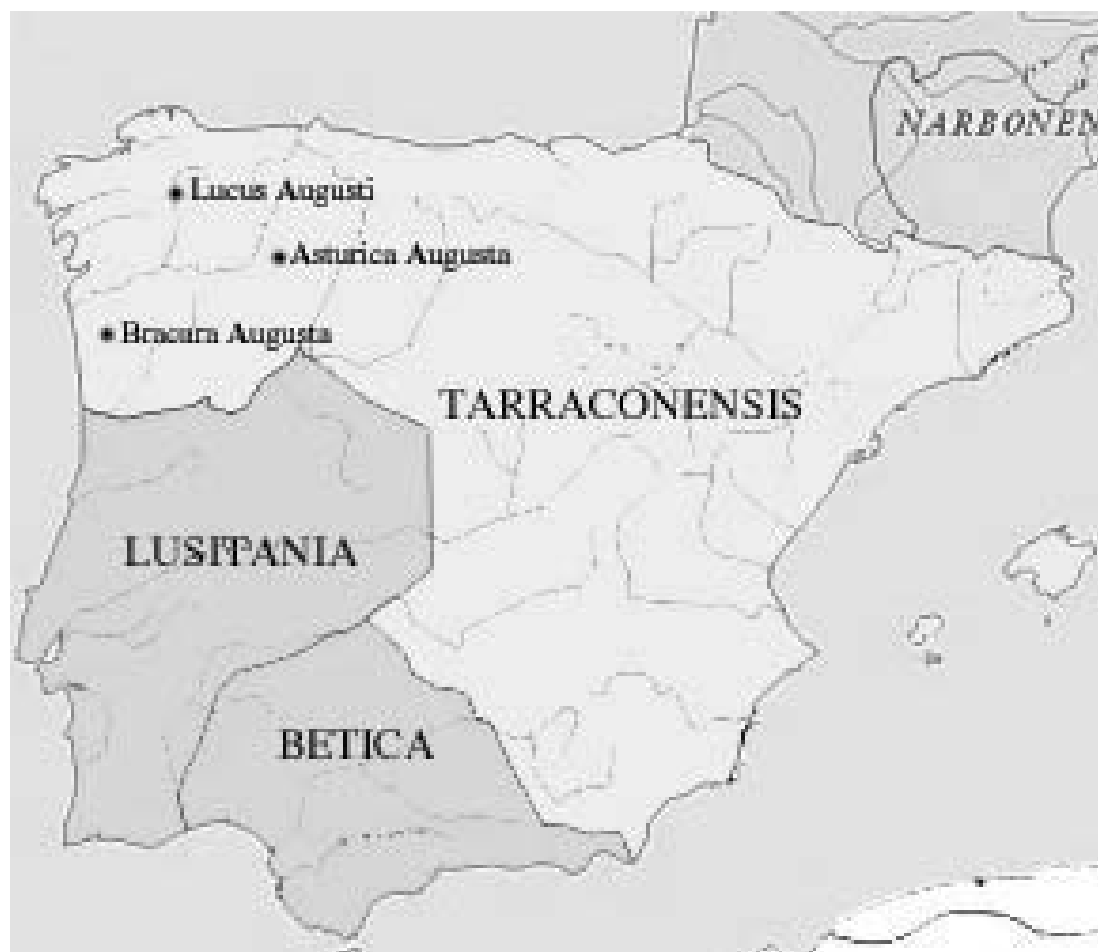 NARBONEN
Lucus Augusti
Asturica Augusta
Bracara Augusta
TARRACONENSIS
LUSITANIA
BETICA